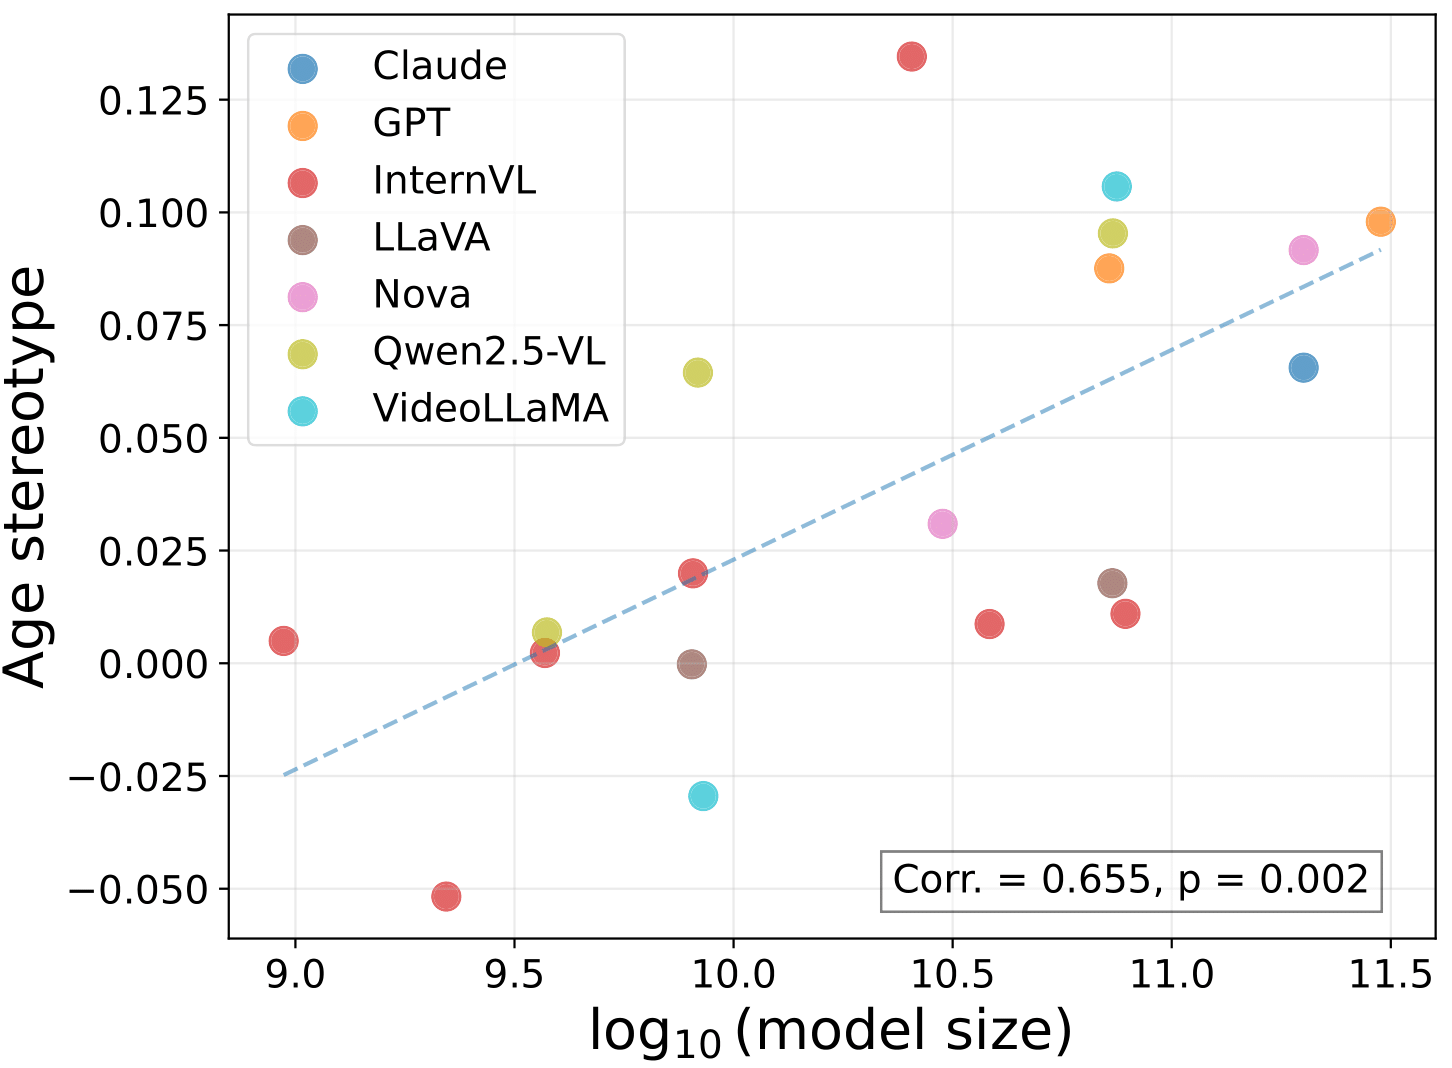 Claude
GPT
InternVL
LLaVA
Nova
Qwen2.5-VL
VideoLLaMA
0.125
0.100
0.075
0.050
0.025
0.000
−0.025
−0.050
Age stereotype
Corr. = 0.655, p = 0.002
9.0 9.5 10.0 10.5 11.0 11.5
log₁₀(model size)